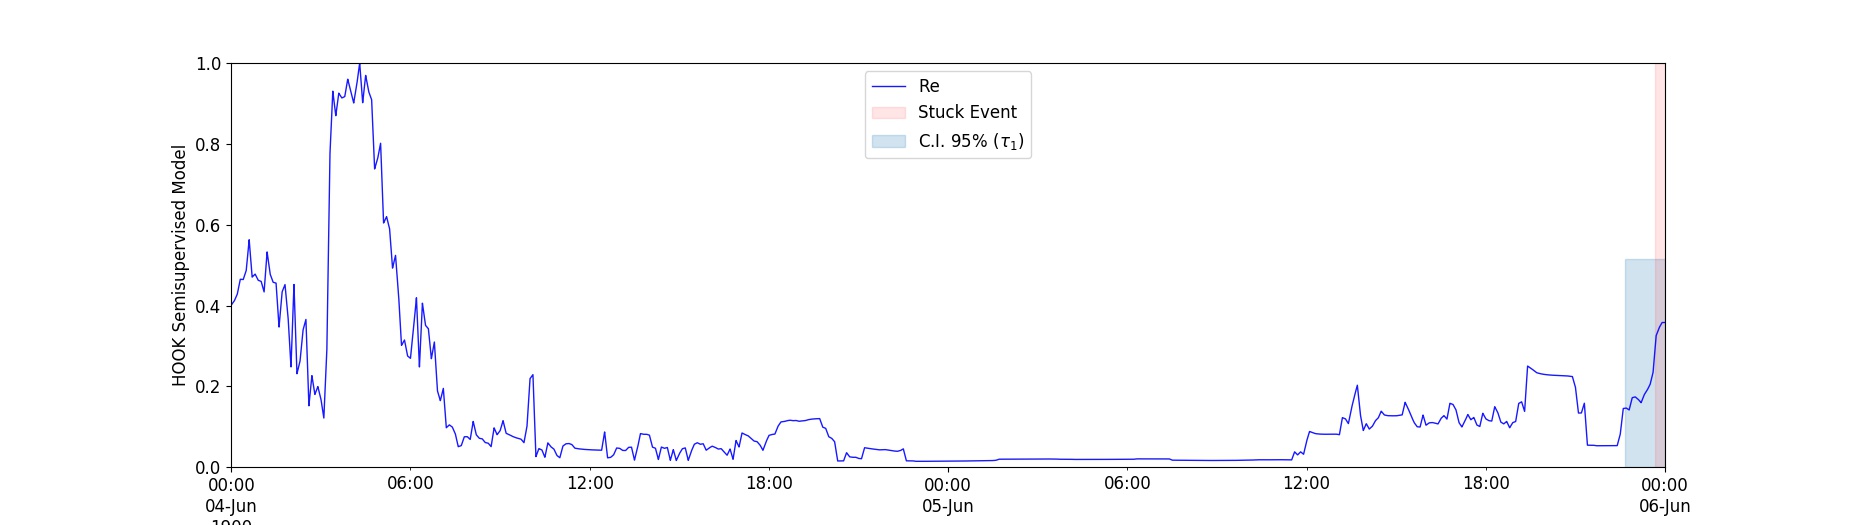 1.0
0.8
0.6
0.4
0.2
0.0
HOOK Semisupervised Model
Re
Stuck Event
C.I. 95% (τ₁)
00:00 06:00 12:00 18:00 00:00 06:00 12:00 18:00 00:00
04-Jun 05-Jun 06-Jun
1900